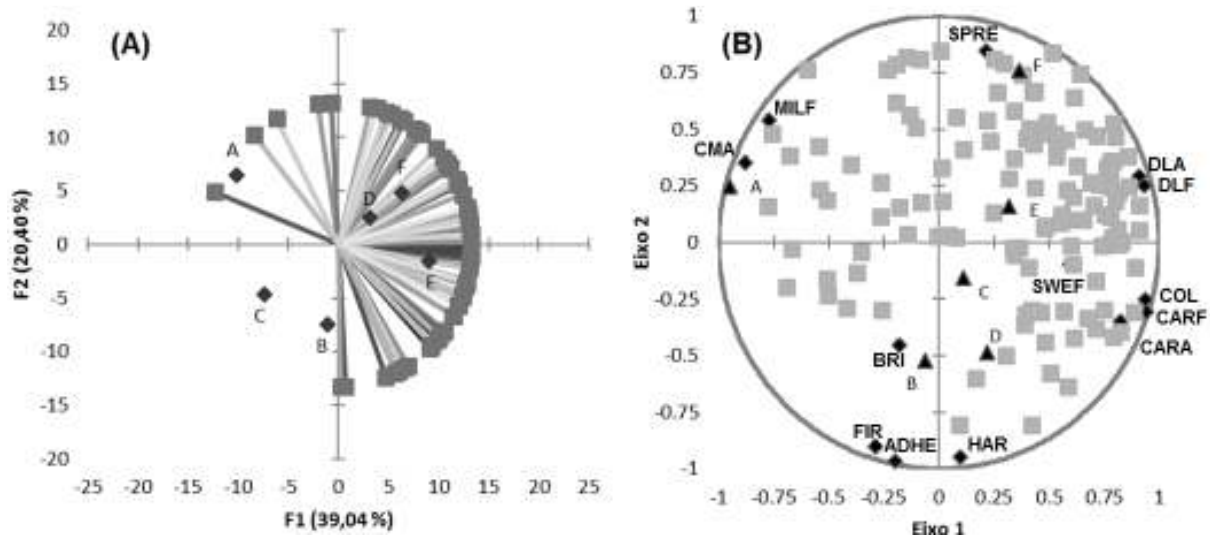 (A)
20
15
10
5
0
-5
-10
-15
-20
-25
-20
-15
-10
-5
0
5
10
15
20
25
F2 (20,40 %)
F1 (39,04 %)
A
D
C
B
(B)
1
0.75
0.5
0.25
0
-0.25
-0.5
-0.75
-1
-1
-0.75
-0.5
-0.25
0
0.25
0.5
0.75
1
Eixo 2
Eixo 1
SPRE
F
MILF
CMA
A
DLA
DLF
E
SWEF
C
COL
CARF
CARA
D
BRI
B
FIR
ADHE
HAR